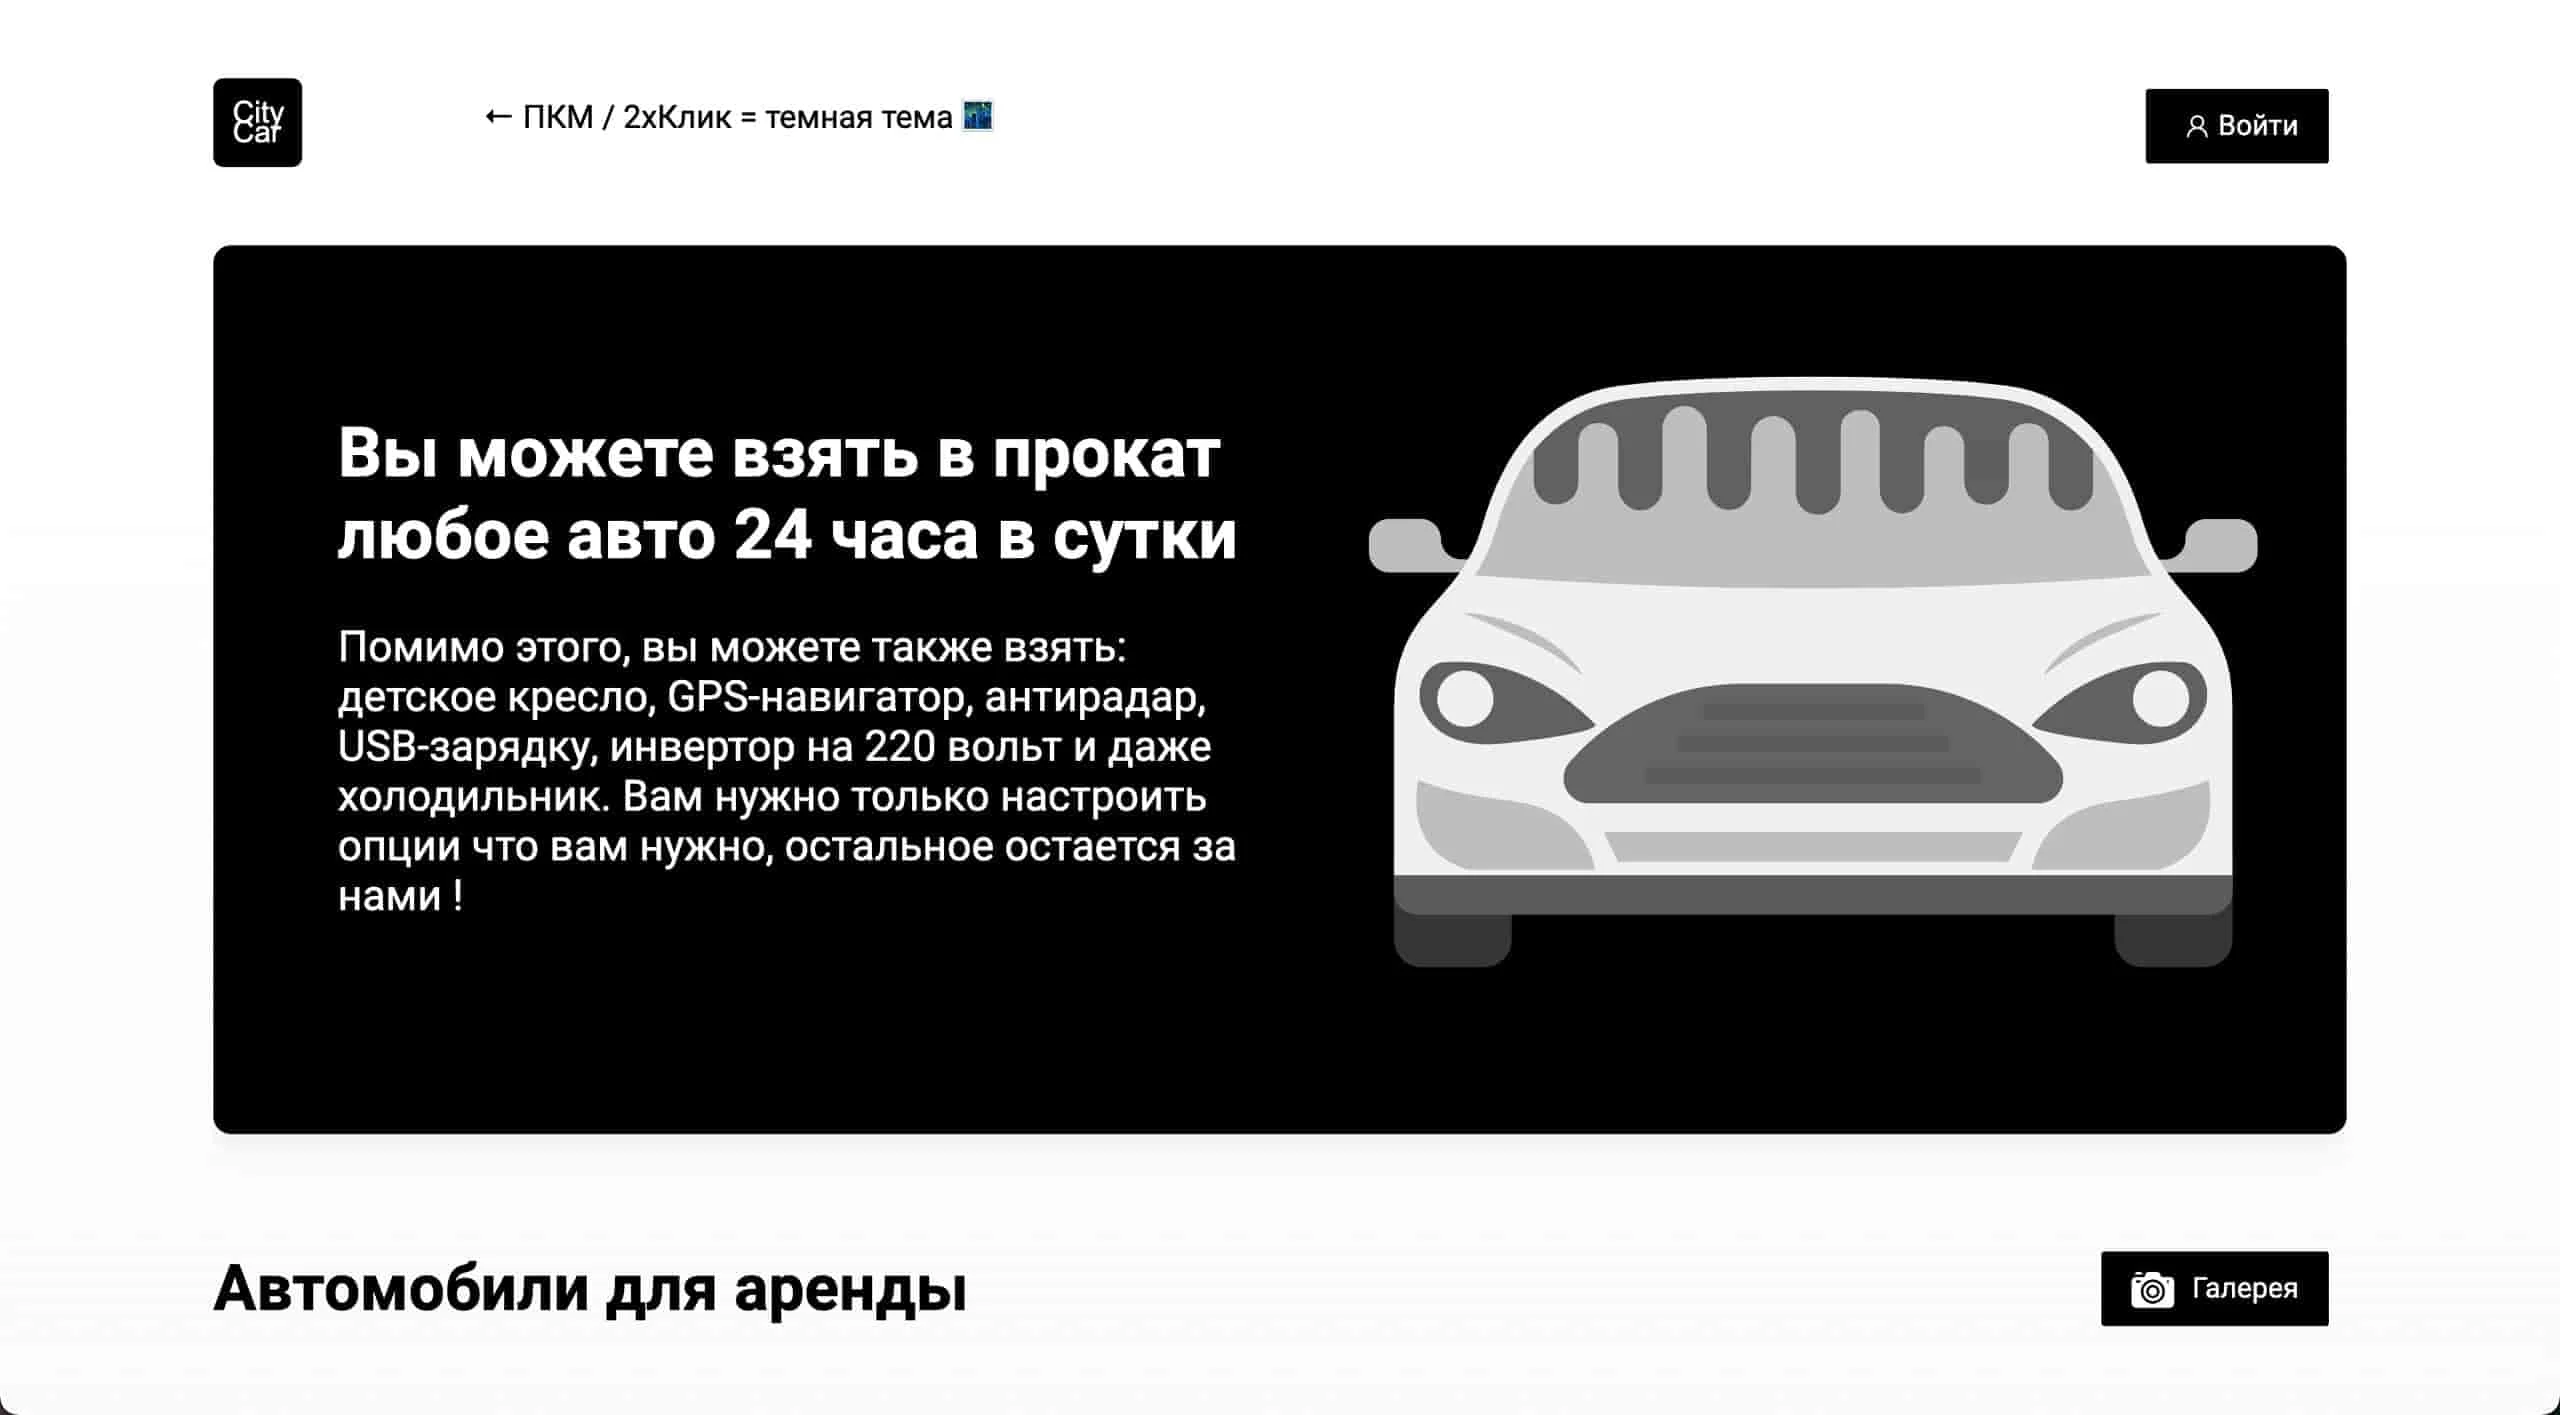 City
Car
← ПКМ / 2хКлик = темная тема 🌃
Войти
Вы можете взять в прокат
любое авто 24 часа в сутки
Помимо этого, вы можете также взять:
детское кресло, GPS-навигатор, антирадар,
USB-зарядку, инвертор на 220 вольт и даже
холодильник. Вам нужно только настроить
опции что вам нужно, остальное остается за
нами !
Автомобили для аренды
Галерея